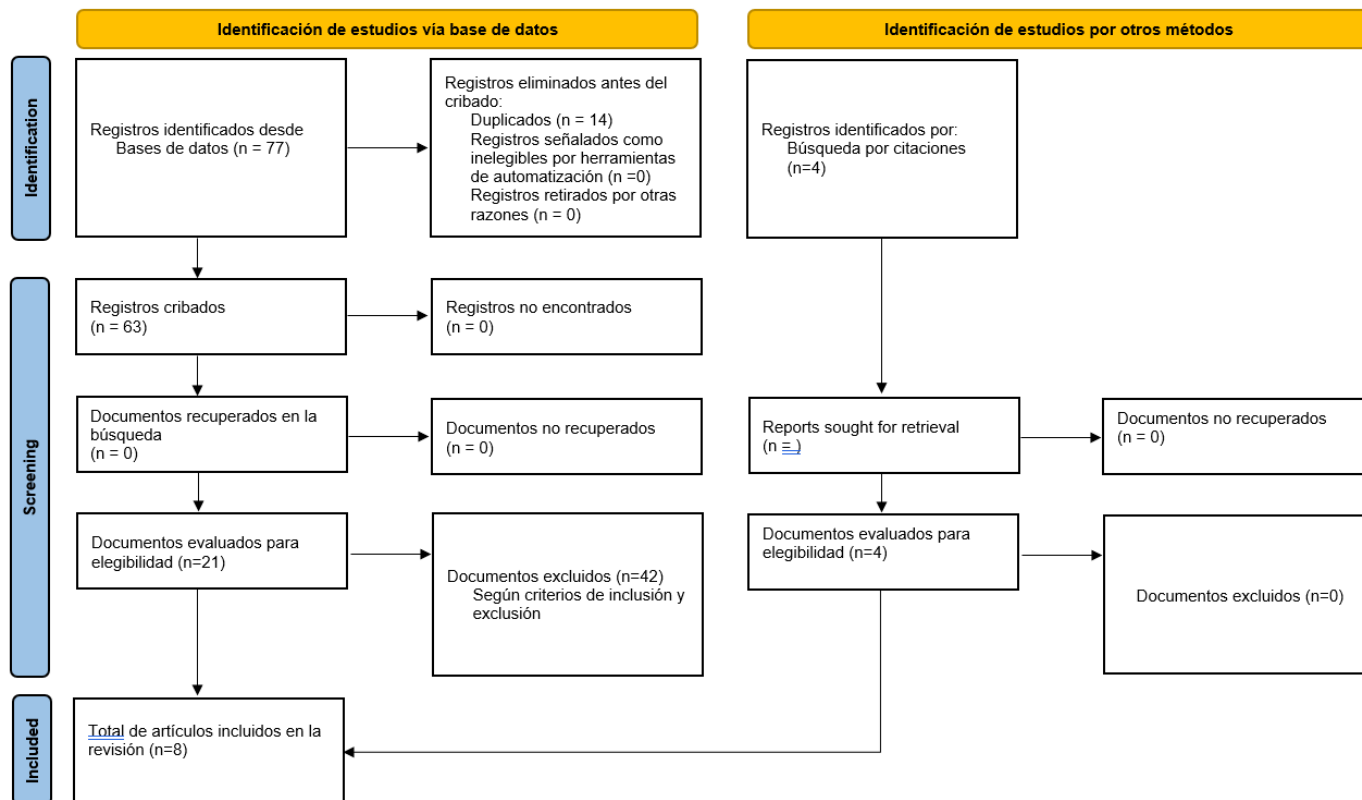 Identificación de estudios vía base de datos
Identificación de estudios por otros métodos
Identification
Registros identificados desde
Bases de datos (n = 77)
Registros eliminados antes del
cribado:
Duplicados (n = 14)
Registros señalados como
inelegibles por herramientas
de automatización (n =0)
Registros retirados por otras
razones (n = 0)
Registros identificados por:
Búsqueda por citaciones
(n=4)
Screening
Registros cribados
(n = 63)
Registros no encontrados
(n = 0)
Documentos recuperados en la
búsqueda
(n = 0)
Documentos no recuperados
(n = 0)
Reports sought for retrieval
(n = )
Documentos no recuperados
(n = 0)
Documentos evaluados para
elegibilidad (n=21)
Documentos excluidos (n=42)
Según criterios de inclusión y
exclusión
Documentos evaluados para
elegibilidad (n=4)
Documentos excluidos (n=0)
Included
Total de artículos incluidos en la
revisión (n=8)